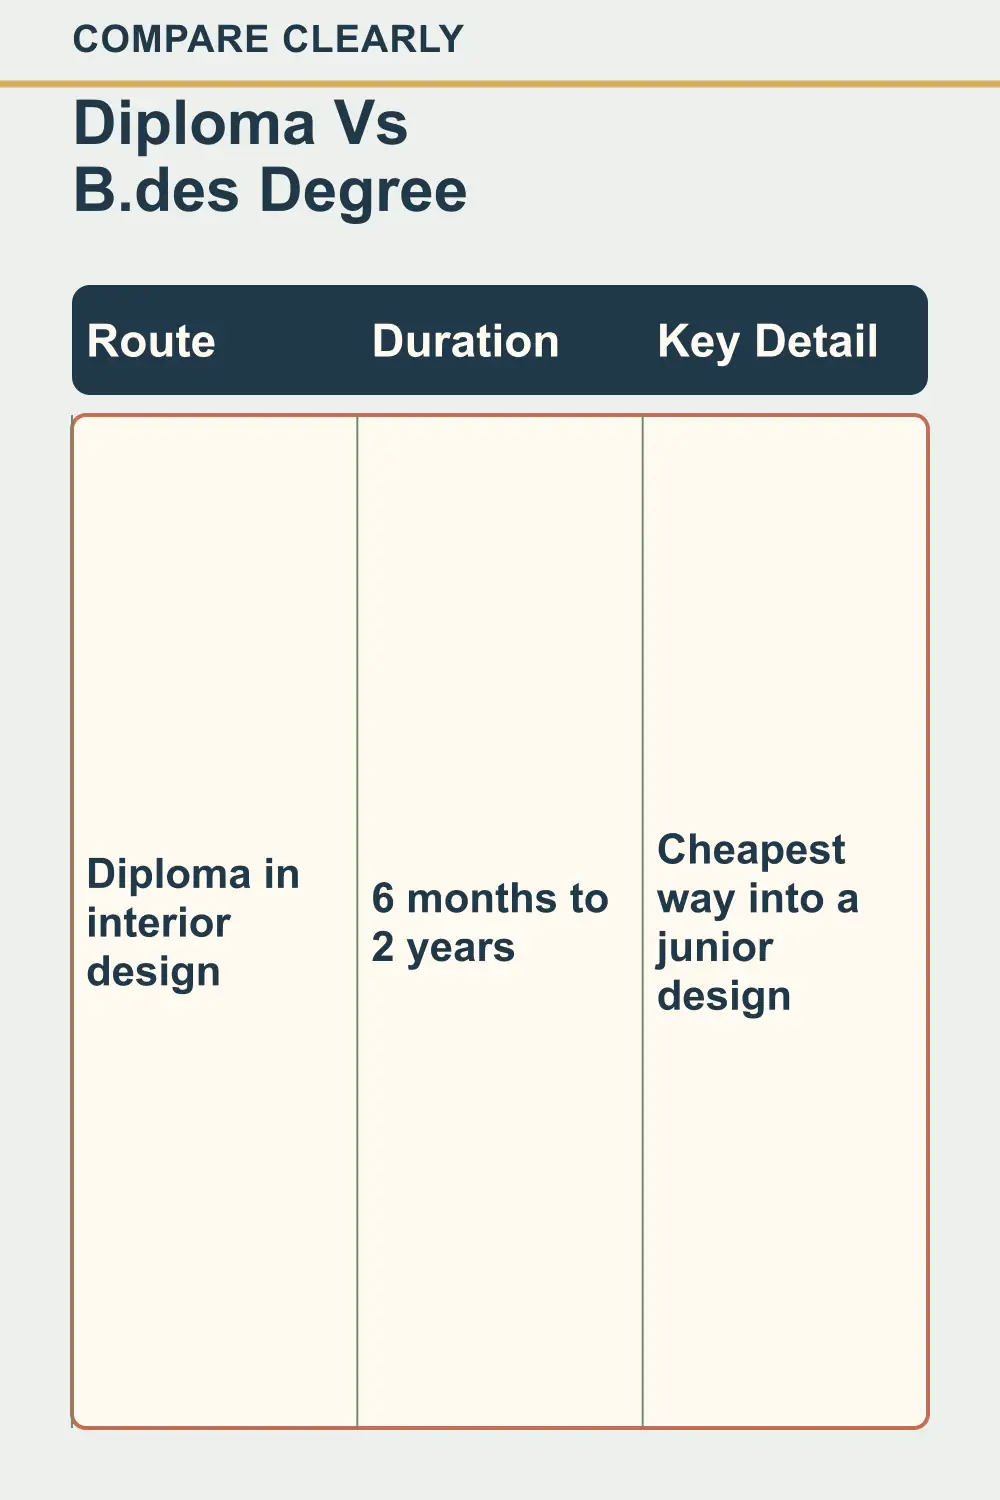 COMPARE CLEARLY
Diploma Vs
B.des Degree
Route
Duration
Key Detail
Diploma in
interior
design
6 months to
2 years
Cheapest
way into a
junior
design